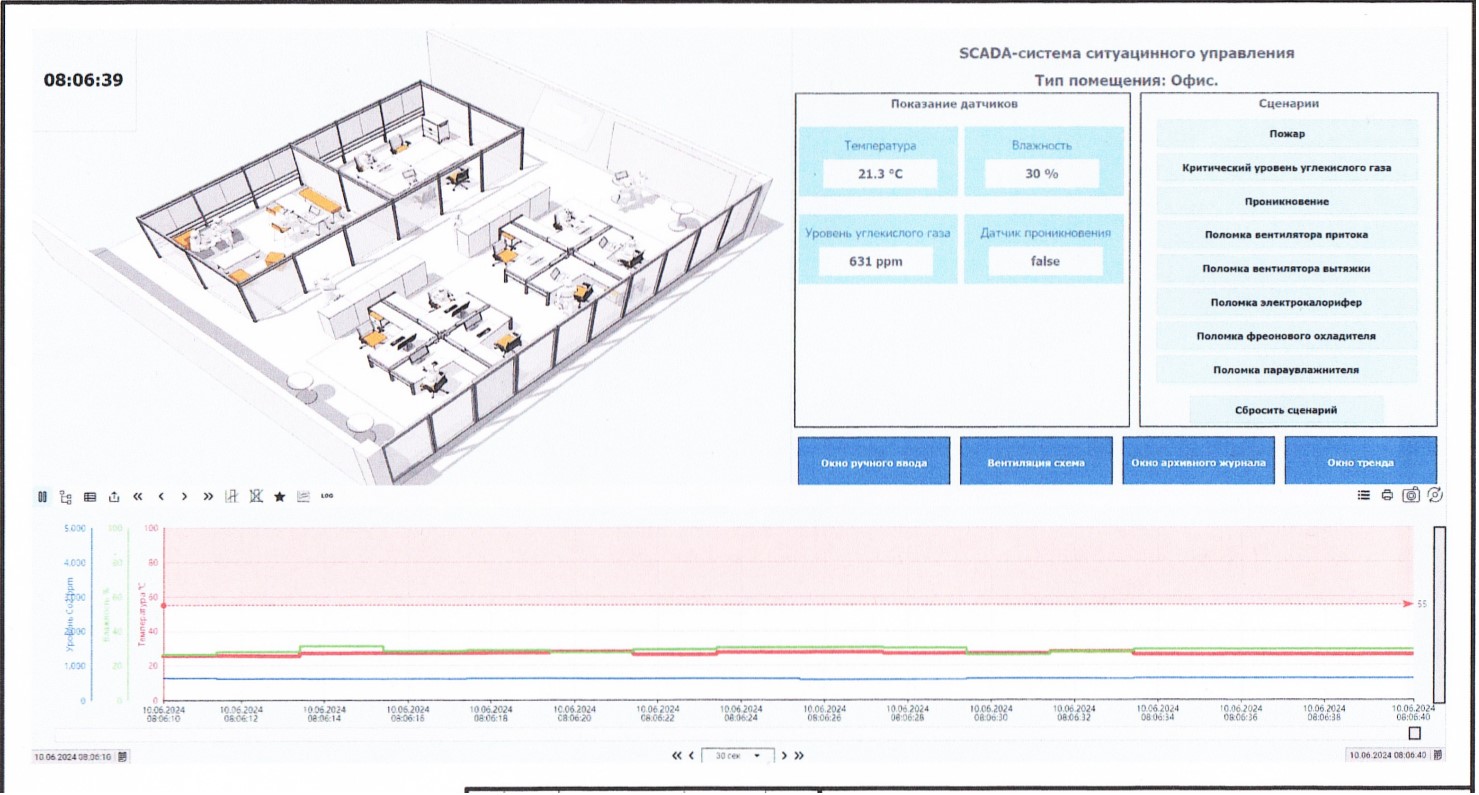 08:06:39
SCADA-система ситуацинного управления
Тип помещения: Офис.
Показание датчиков
Температура
21.3 °C
Влажность
30 %
Уровень углекислого газа
631 ppm
Датчик проникновения
false
Сценарии
Пожар
Критический уровень углекислого газа
Проникновение
Поломка вентилятора притока
Поломка вентилятора вытяжки
Поломка электрокалорифер
Поломка фреонового охладителя
Поломка параувлажнителя
Сбросить сценарий
Окно ручного ввода
Вентиляция схема
Окно архивного журнала
Окно тренда
LOG
5,000 100 100
4,000 80 80
60 60
2,000 40 40
1,000 20 20
0 0 0
Влажность %
Температура °C
55
10.06.2024 10.06.2024 10.06.2024 10.06.2024 10.06.2024 10.06.2024 10.06.2024 10.06.2024 10.06.2024 10.06.2024 10.06.2024 10.06.2024 10.06.2024 10.06.2024 10.06.2024 10.06.2024
08:06:10 08:06:12 08:06:14 08:06:16 08:06:18 08:06:20 08:06:22 08:06:24 08:06:26 08:06:28 08:06:30 08:06:32 08:06:34 08:06:36 08:06:38 08:06:40
10.06.2024 08:06:10
30 сек
10.06.2024 08:06:40